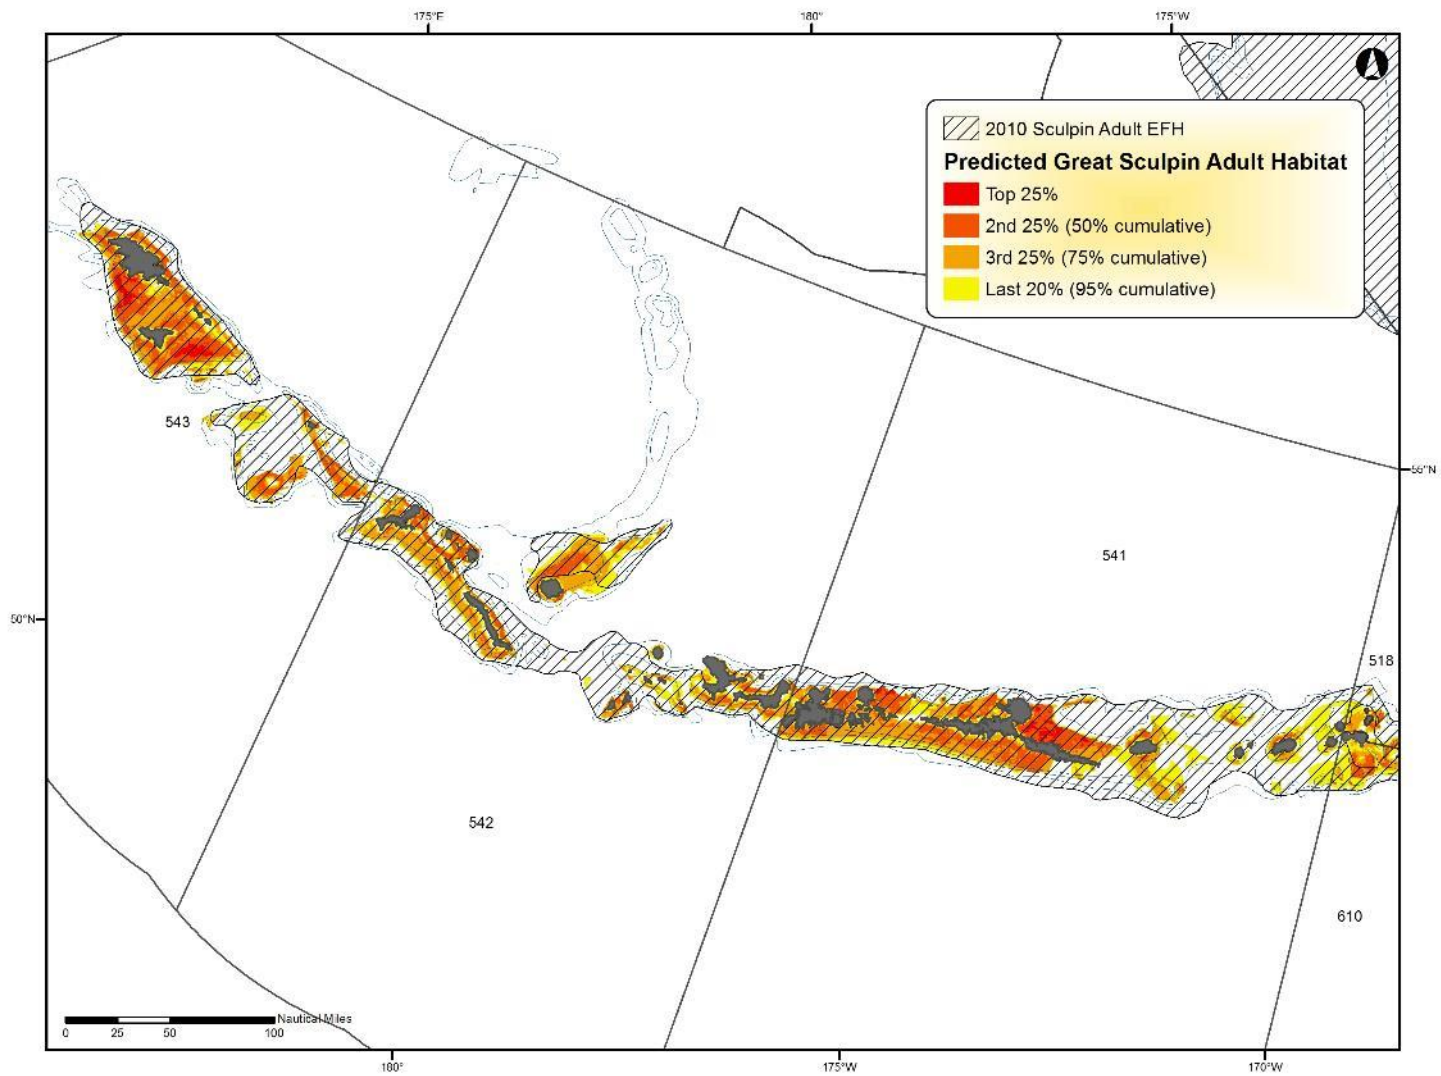 175°E
180°
175°W
2010 Sculpin Adult EFH
Predicted Great Sculpin Adult Habitat
Top 25%
2nd 25% (50% cumulative)
3rd 25% (75% cumulative)
Last 20% (95% cumulative)
543
55°N
541
50°N
518
542
610
Nautical Miles
0 25 50 100
180°
175°W
170°W